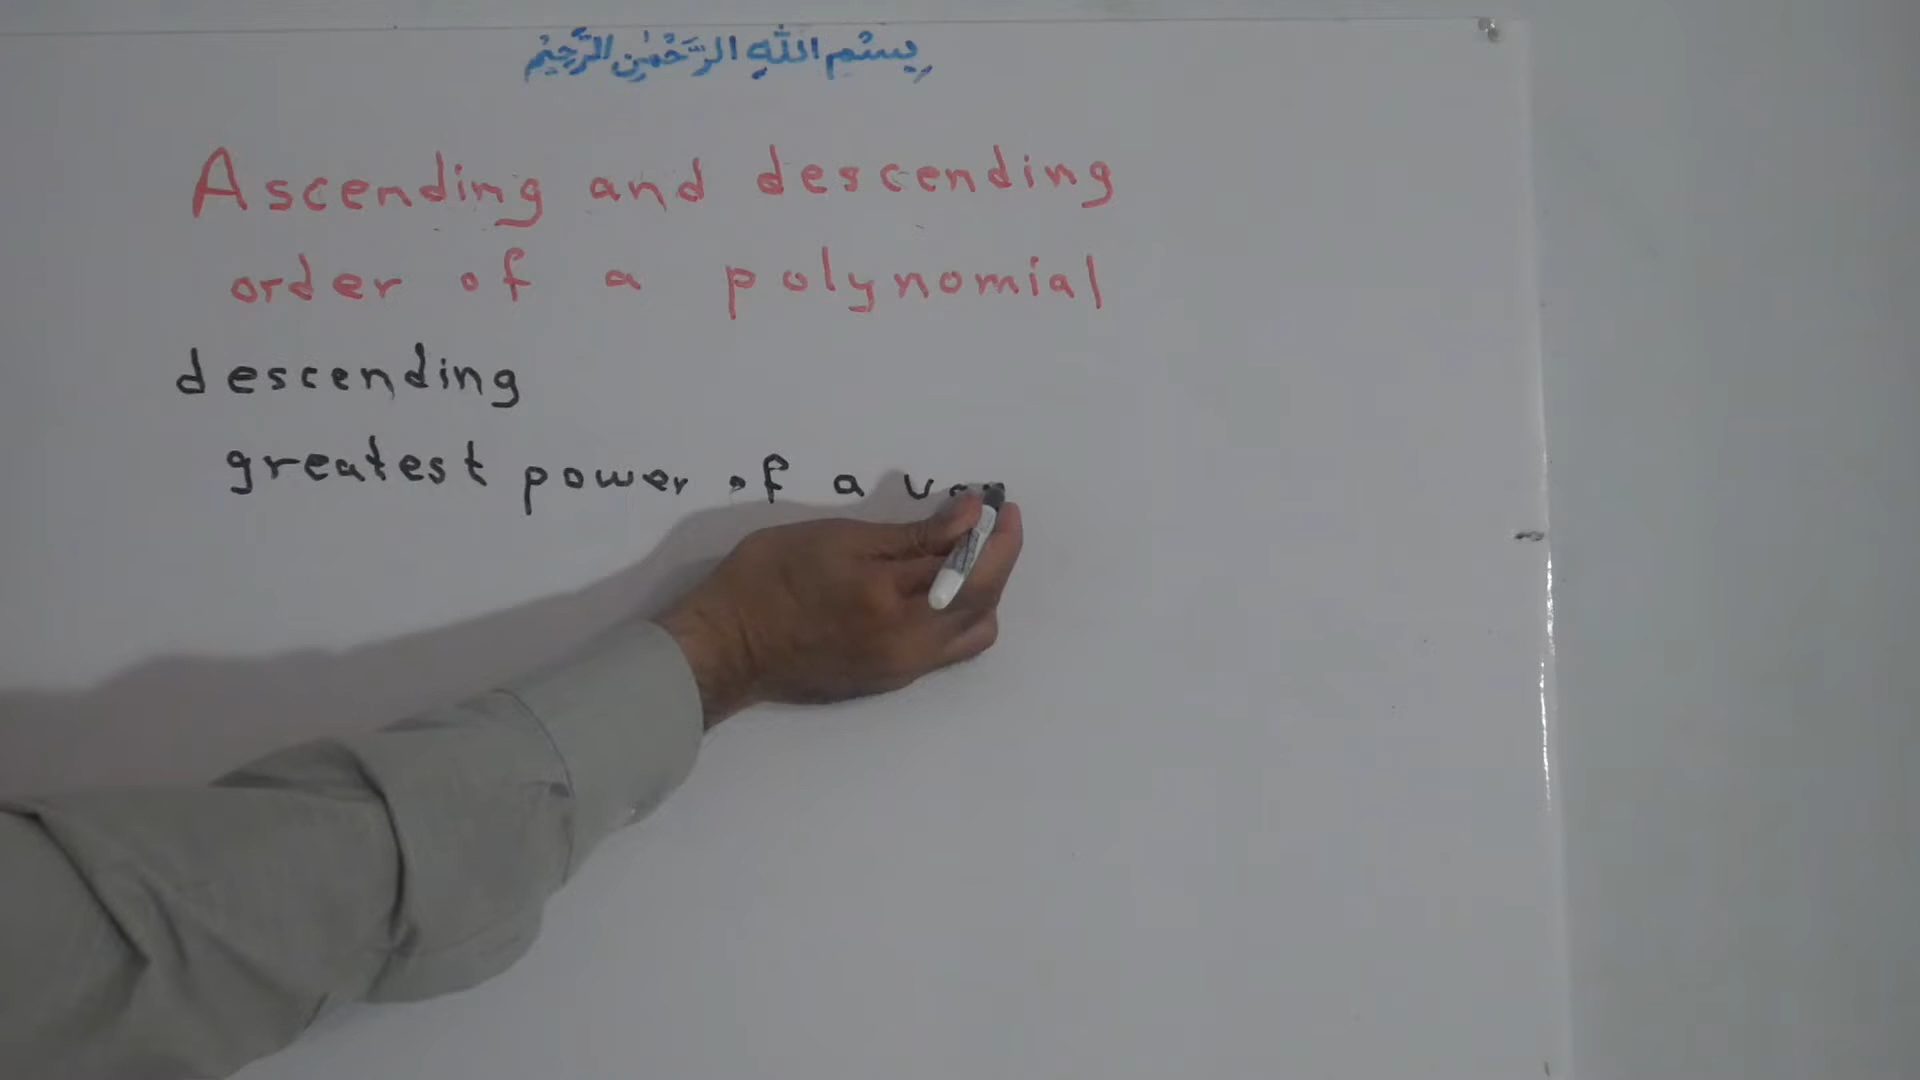 بِسْمِ اللّٰهِ الرَّحْمٰنِ الرَّحِيْمِ
Ascending and descending
order of a polynomial
descending
greatest power of a